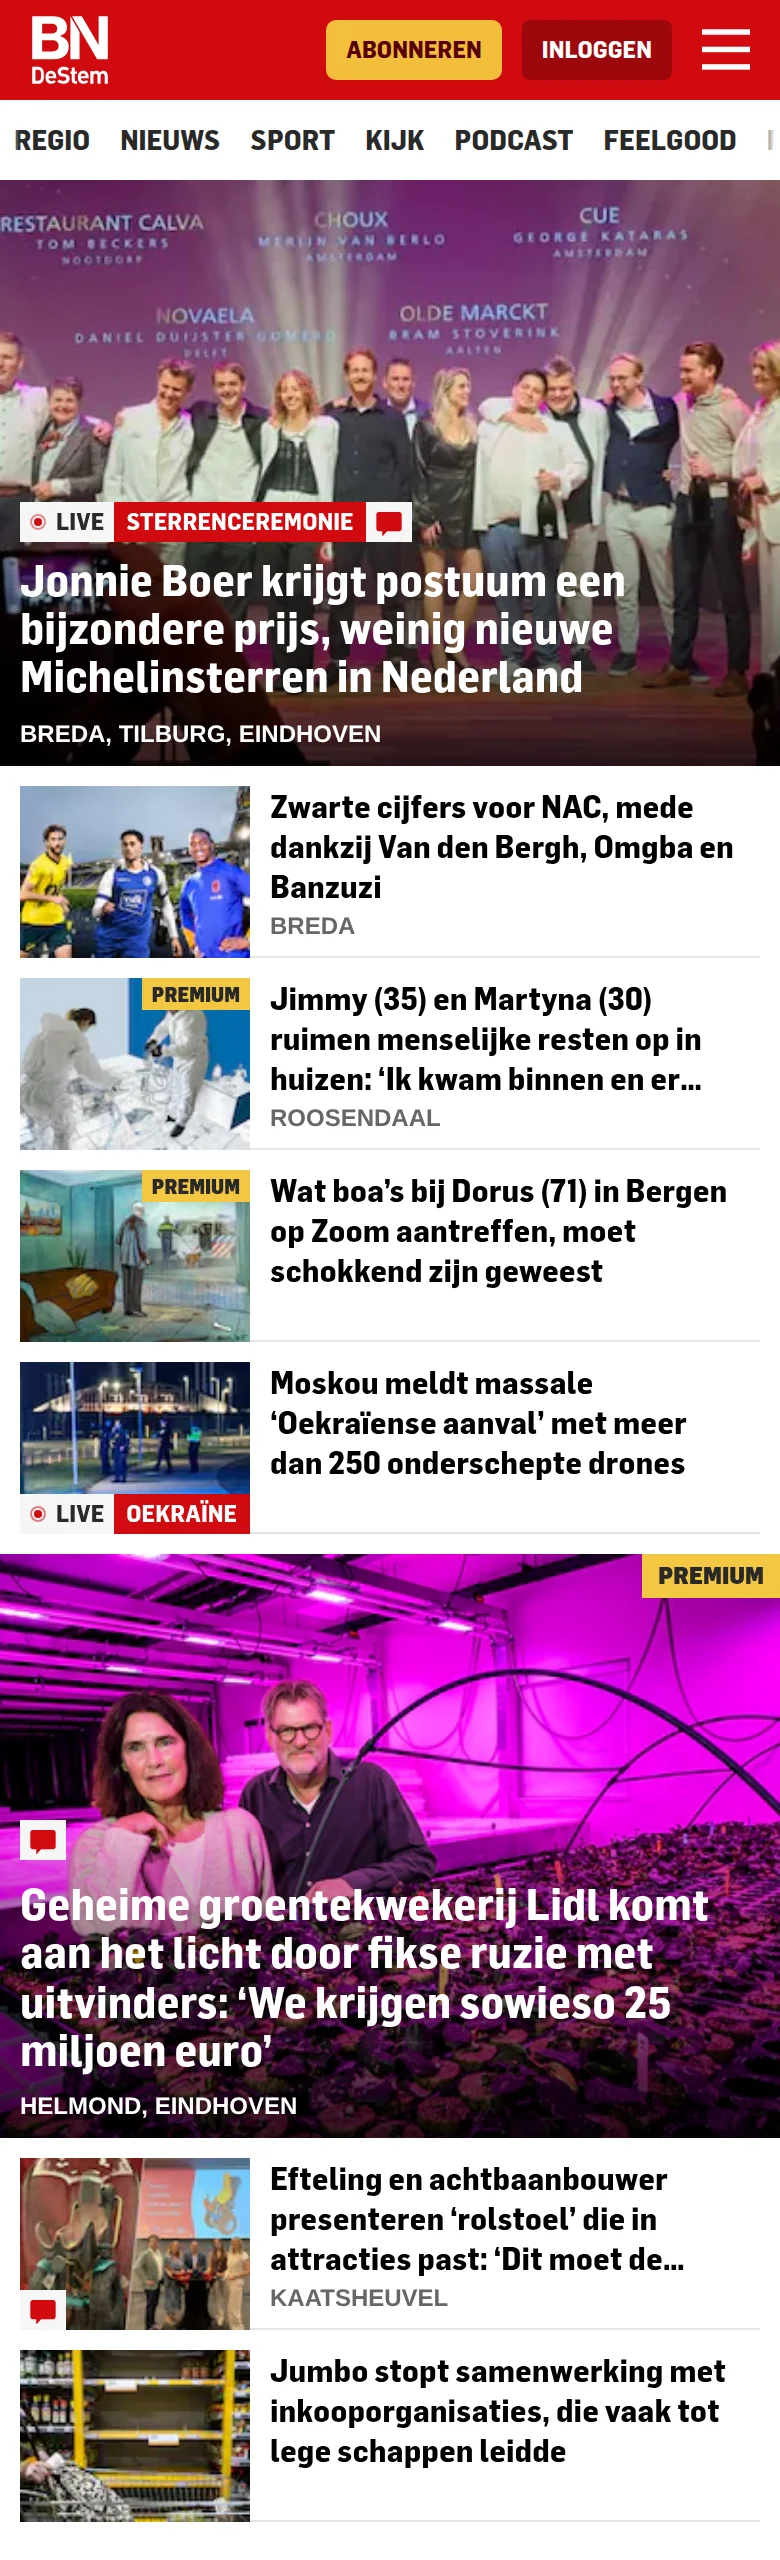 BN
DeStem
ABONNEREN
INLOGGEN
REGIO NIEUWS SPORT KIJK PODCAST FEELGOOD
RESTAURANT CALVA
TOM BECKERS
NOOTDORP
CHOUX
MERLIJN VAN BERLO
AMSTERDAM
CUE
GEORGE KATARAS
AMSTERDAM
NOVAELA
DANIEL DUIJSTER GOMEIO
DELFT
OLDE MARCKT
BRAM STOVERINK
AALTEN
LIVE STERRENCEREMONIE
Jonnie Boer krijgt postuum een
bijzondere prijs, weinig nieuwe
Michelinsterren in Nederland
BREDA, TILBURG, EINDHOVEN
Zwarte cijfers voor NAC, mede
dankzij Van den Bergh, Omgba en
Banzuzi
BREDA
PREMIUM
Jimmy (35) en Martyna (30)
ruimen menselijke resten op in
huizen: ‘Ik kwam binnen en er...
ROOSENDAAL
PREMIUM
Wat boa’s bij Dorus (71) in Bergen
op Zoom aantreffen, moet
schokkend zijn geweest
Moskou meldt massale
‘Oekraïense aanval’ met meer
dan 250 onderschepte drones
LIVE OEKRAÏNE
PREMIUM
Geheime groentekwekerij Lidl komt
aan het licht door fikse ruzie met
uitvinders: ‘We krijgen sowieso 25
miljoen euro’
HELMOND, EINDHOVEN
Efteling en achtbaanbouwer
presenteren ‘rolstoel’ die in
attracties past: ‘Dit moet de...
KAATSHEUVEL
Jumbo stopt samenwerking met
inkooporganisaties, die vaak tot
lege schappen leidde